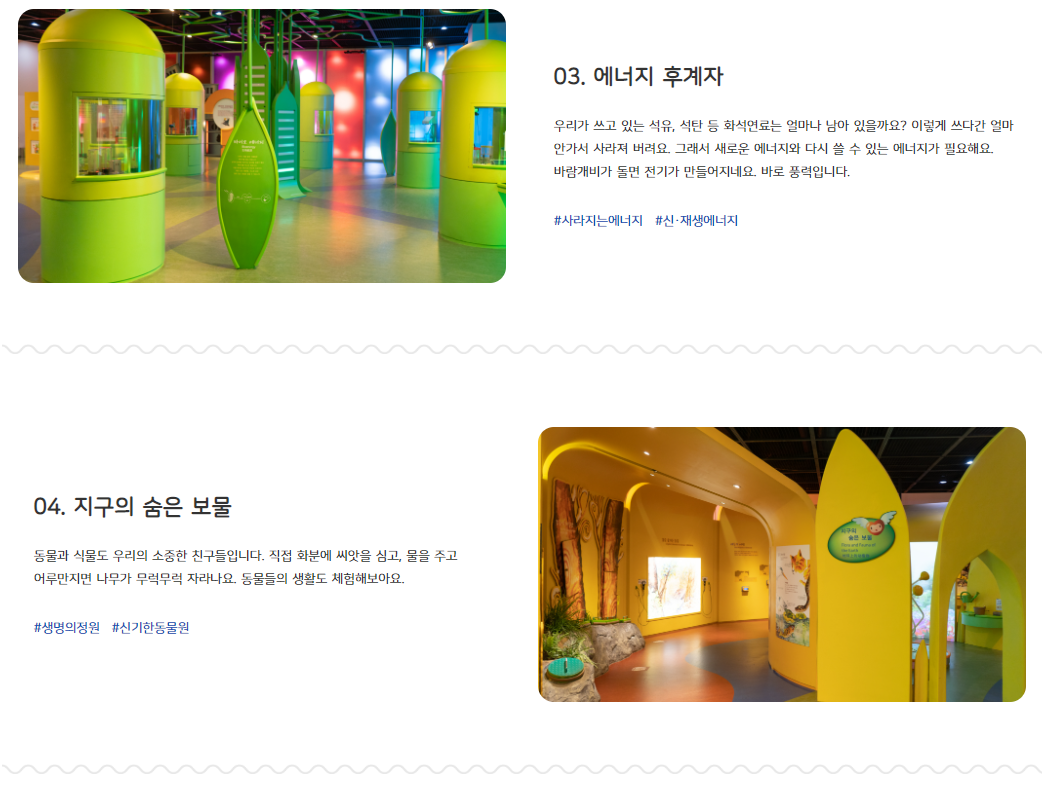 03. 에너지 후계자
우리가 쓰고 있는 석유, 석탄 등 화석연료는 얼마나 남아 있을까요? 이렇게 쓰다간 얼마
안가서 사라져 버려요. 그래서 새로운 에너지와 다시 쓸 수 있는 에너지가 필요해요.
바람개비가 돌면 전기가 만들어지네요. 바로 풍력입니다.
#사라지는에너지 #신·재생에너지
04. 지구의 숨은 보물
동물과 식물도 우리의 소중한 친구들입니다. 직접 화분에 씨앗을 심고, 물을 주고
어루만지면 나무가 무럭무럭 자라나요. 동물들의 생활도 체험해보아요.
#생명의정원 #신기한동물원
지구의
숨은 보물